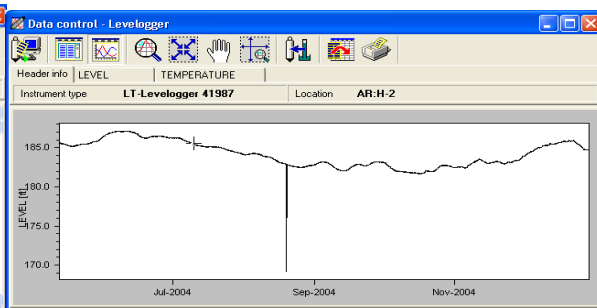 Data control - Levelogger
Header info LEVEL TEMPERATURE
Instrument type LT-Levelogger 41987 Location AR:H-2
185.0
180.0
175.0
170.0
LEVEL [ft]
Jul-2004 Sep-2004 Nov-2004